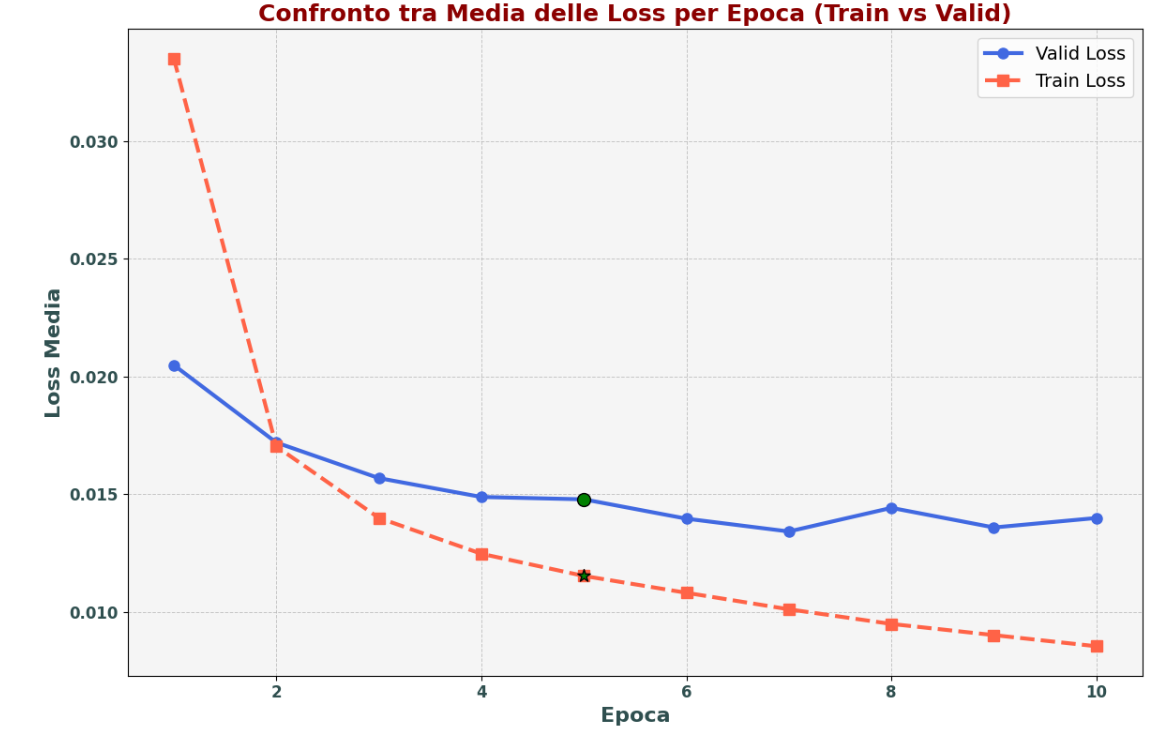 Confronto tra Media delle Loss per Epoca (Train vs Valid)
Valid Loss
Train Loss
0.030
0.025
0.020
0.015
0.010
Loss Media
2
4
6
8
10
Epoca